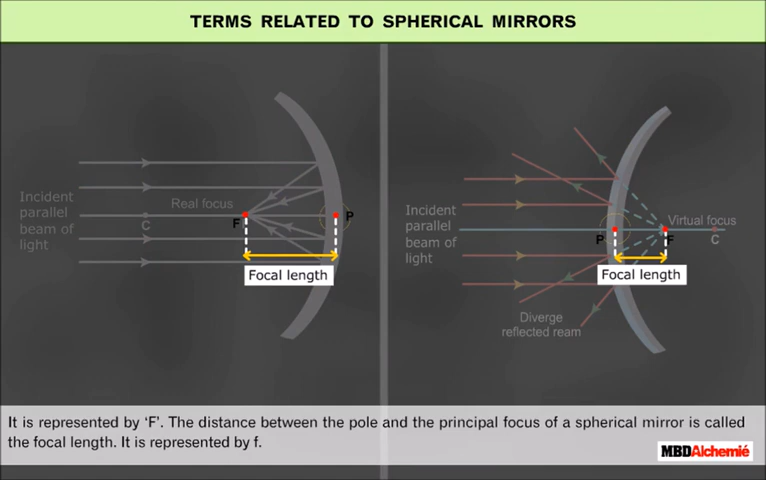 TERMS RELATED TO SPHERICAL MIRRORS
Incident
parallel
beam of
light
Real focus
C
F
P
Focal length
Incident
parallel
beam of
light
Virtual focus
P
F
C
Focal length
Diverge
reflected ream
It is represented by ‘F’. The distance between the pole and the principal focus of a spherical mirror is called
the focal length. It is represented by f.
MBDAlchemié